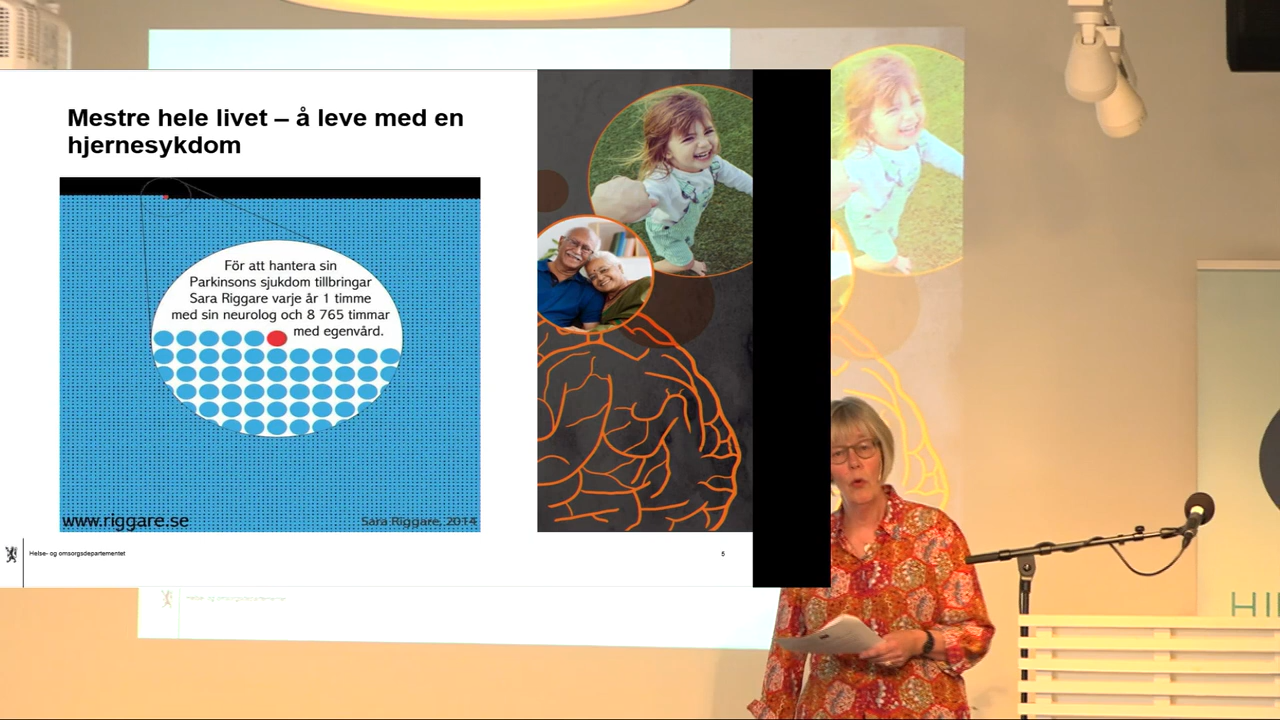 Mestre hele livet – å leve med en
hjernesykdom
För att hantera sin
Parkinsons sjukdom tillbringar
Sara Riggare varje år 1 timme
med sin neurolog och 8 765 timmar
med egenvård.
www.riggare.se
Sara Riggare, 2014
Helse- og omsorgsdepartementet
5
HI